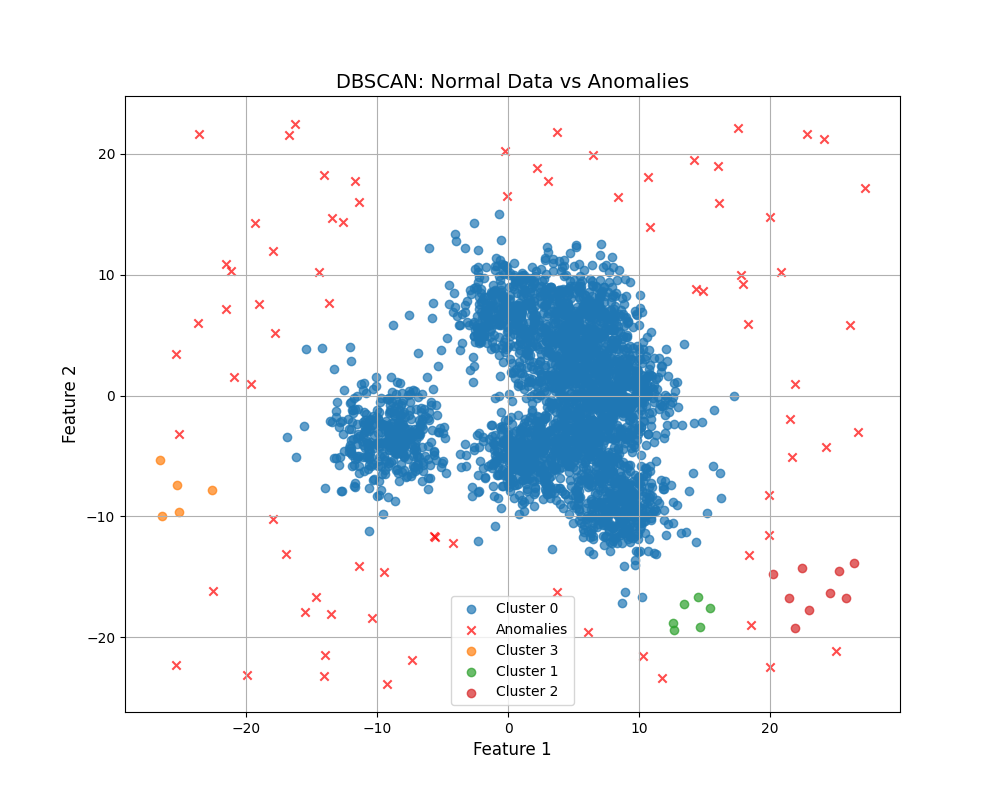 DBSCAN: Normal Data vs Anomalies
20
10
0
−10
−20
Feature 2
Cluster 0
Anomalies
Cluster 3
Cluster 1
Cluster 2
−20 −10 0 10 20
Feature 1